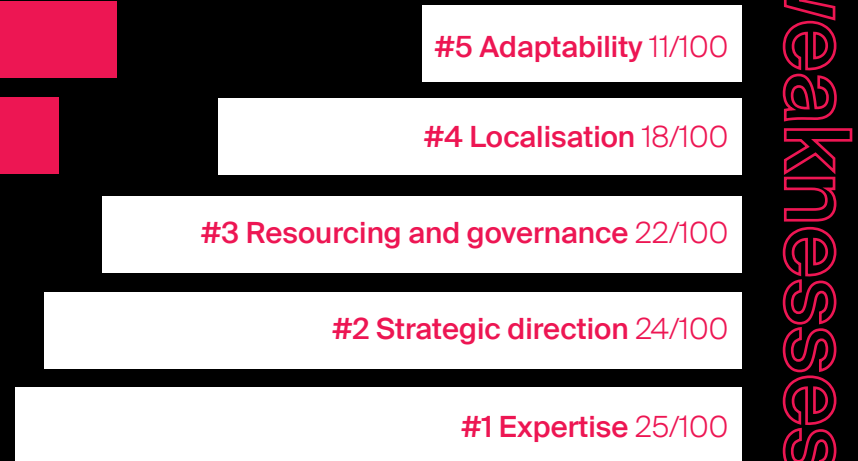 #5 Adaptability 11/100
#4 Localisation 18/100
#3 Resourcing and governance 22/100
#2 Strategic direction 24/100
#1 Expertise 25/100
weaknesses